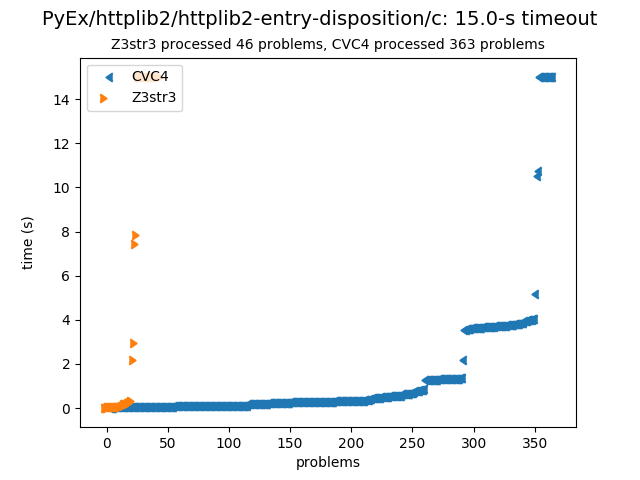 PyEx/httplib2/httplib2-entry-disposition/c: 15.0-s timeout
Z3str3 processed 46 problems, CVC4 processed 363 problems
CVC4
Z3str3
14
12
10
8
6
4
2
0
time (s)
0 50 100 150 200 250 300 350
problems